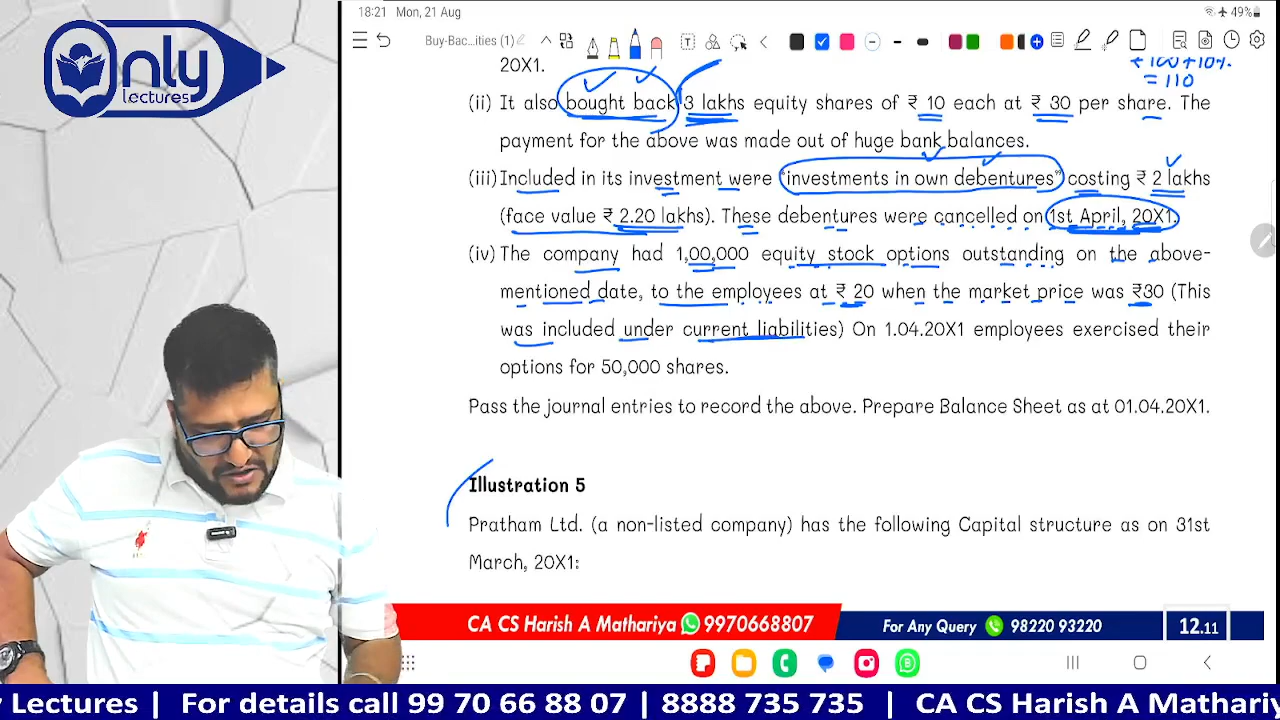 18:21 Mon, 21 Aug
49%
Only
Lectures
Buy-Bac...ities (1)
20X1.
₹100+10%
= 110
(ii) It also bought back 3 lakhs equity shares of ₹ 10 each at ₹ 30 per share. The
payment for the above was made out of huge bank balances.
(iii) Included in its investment were "investments in own debentures" costing ₹ 2 lakhs
(face value ₹ 2.20 lakhs). These debentures were cancelled on 1st April, 20X1.
(iv) The company had 1,00,000 equity stock options outstanding on the above-
mentioned date, to the employees at ₹ 20 when the market price was ₹30 (This
was included under current liabilities) On 1.04.20X1 employees exercised their
options for 50,000 shares.
Pass the journal entries to record the above. Prepare Balance Sheet as at 01.04.20X1.
Illustration 5
Pratham Ltd. (a non-listed company) has the following Capital structure as on 31st
March, 20X1:
CA CS Harish A Mathariya 9970668807
For Any Query 98220 93220
12.11
y Lectures | For details call 99 70 66 88 07 | 8888 735 735 | CA CS Harish A Mathariy